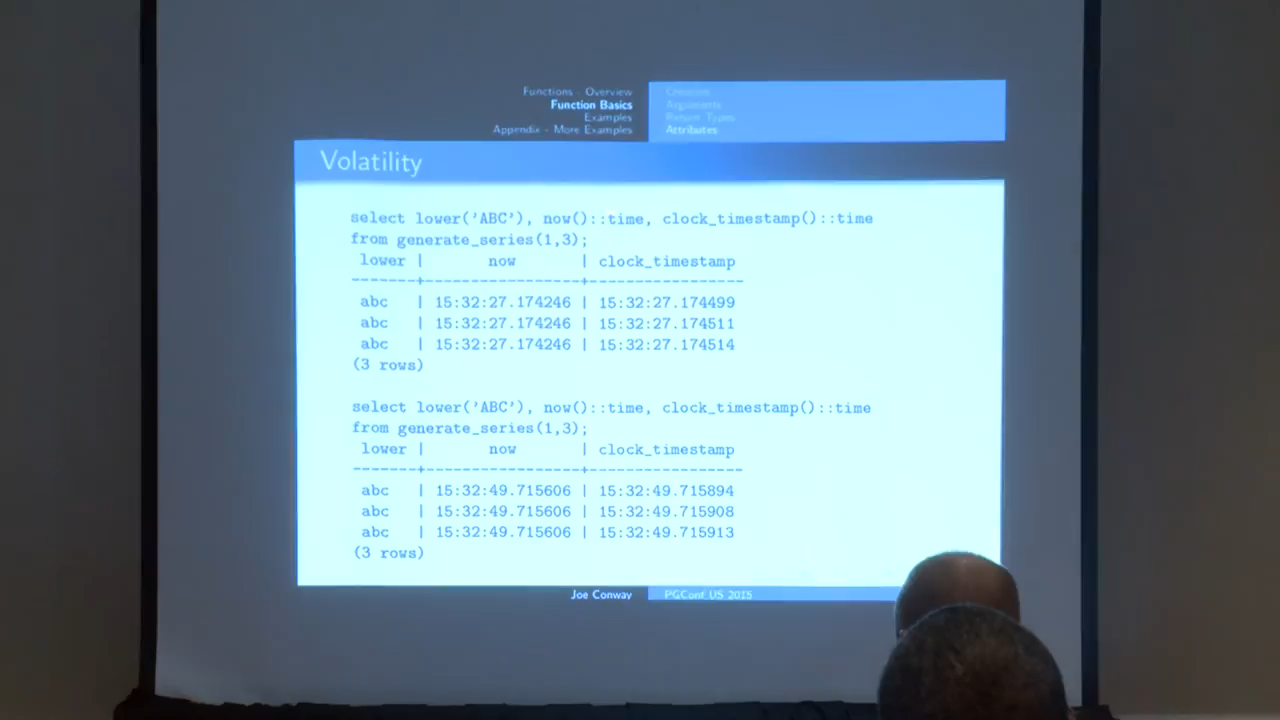 Functions - Overview
Function Basics
Examples
Appendix - More Examples
Creation
Arguments
Return Types
Attributes
Volatility
select lower('ABC'), now()::time, clock_timestamp()::time
from generate_series(1,3);
lower | now | clock_timestamp
-------+-----------------+-----------------
abc | 15:32:27.174246 | 15:32:27.174499
abc | 15:32:27.174246 | 15:32:27.174511
abc | 15:32:27.174246 | 15:32:27.174514
(3 rows)
select lower('ABC'), now()::time, clock_timestamp()::time
from generate_series(1,3);
lower | now | clock_timestamp
-------+-----------------+-----------------
abc | 15:32:49.715606 | 15:32:49.715894
abc | 15:32:49.715606 | 15:32:49.715908
abc | 15:32:49.715606 | 15:32:49.715913
(3 rows)
Joe Conway
PGConf US 2015